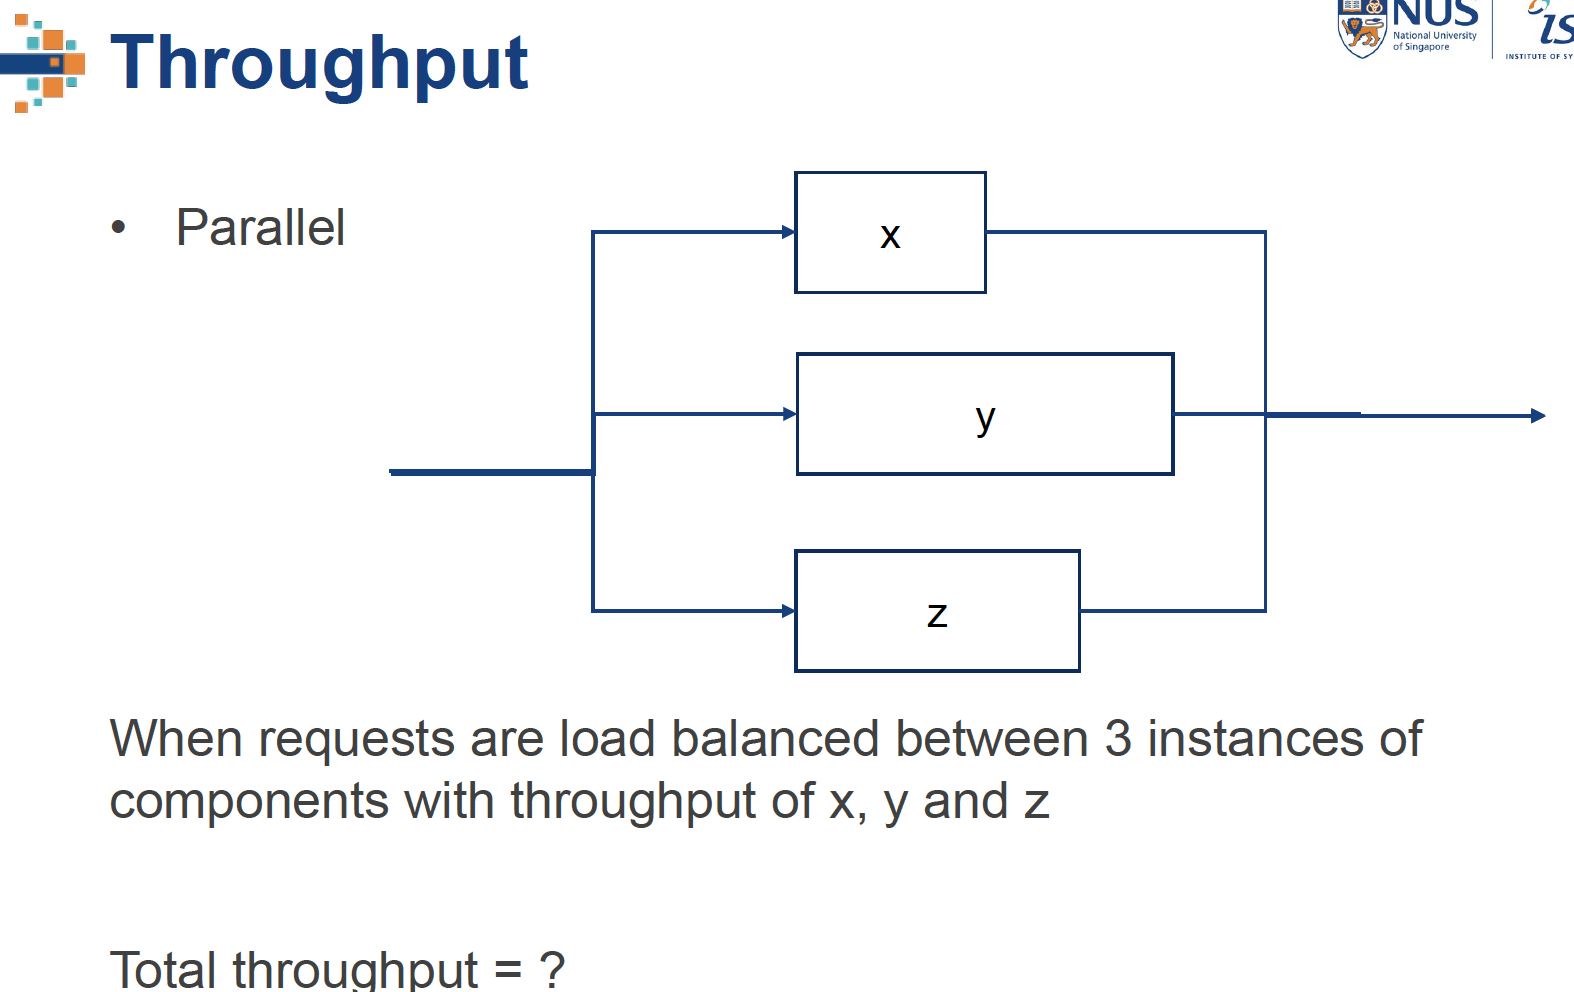 Throughput
NUS
National University
of Singapore
• Parallel
x
y
z
When requests are load balanced between 3 instances of
components with throughput of x, y and z
Total throughput = ?